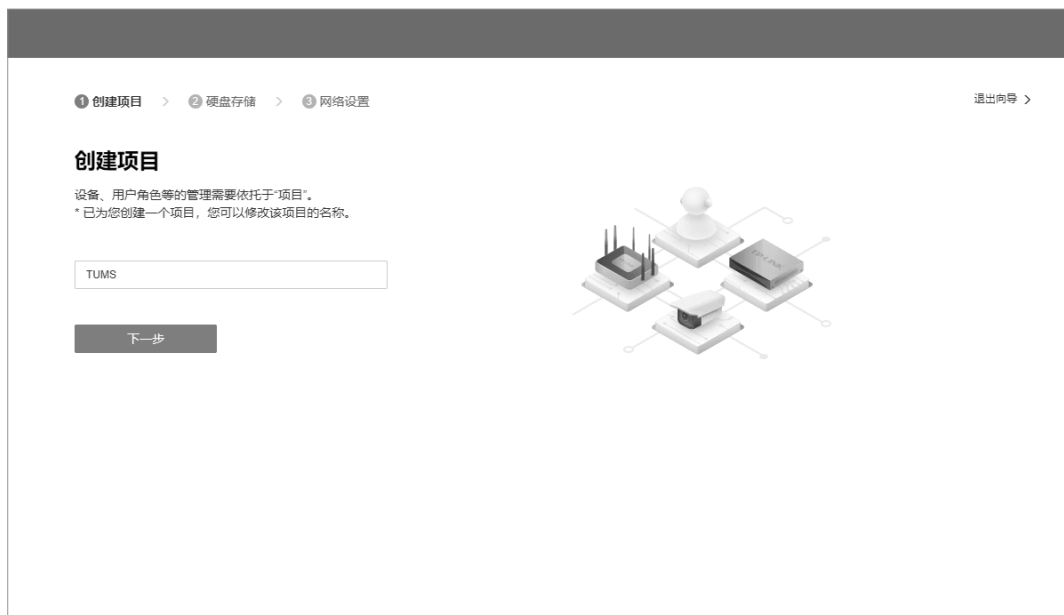 1 创建项目 > 2 硬盘存储 > 3 网络设置
退出向导 >
创建项目
设备、用户角色等的管理需要依托于“项目”。
* 已为您创建一个项目，您可以修改该项目的名称。
TUMS
下一步
TP-LINK